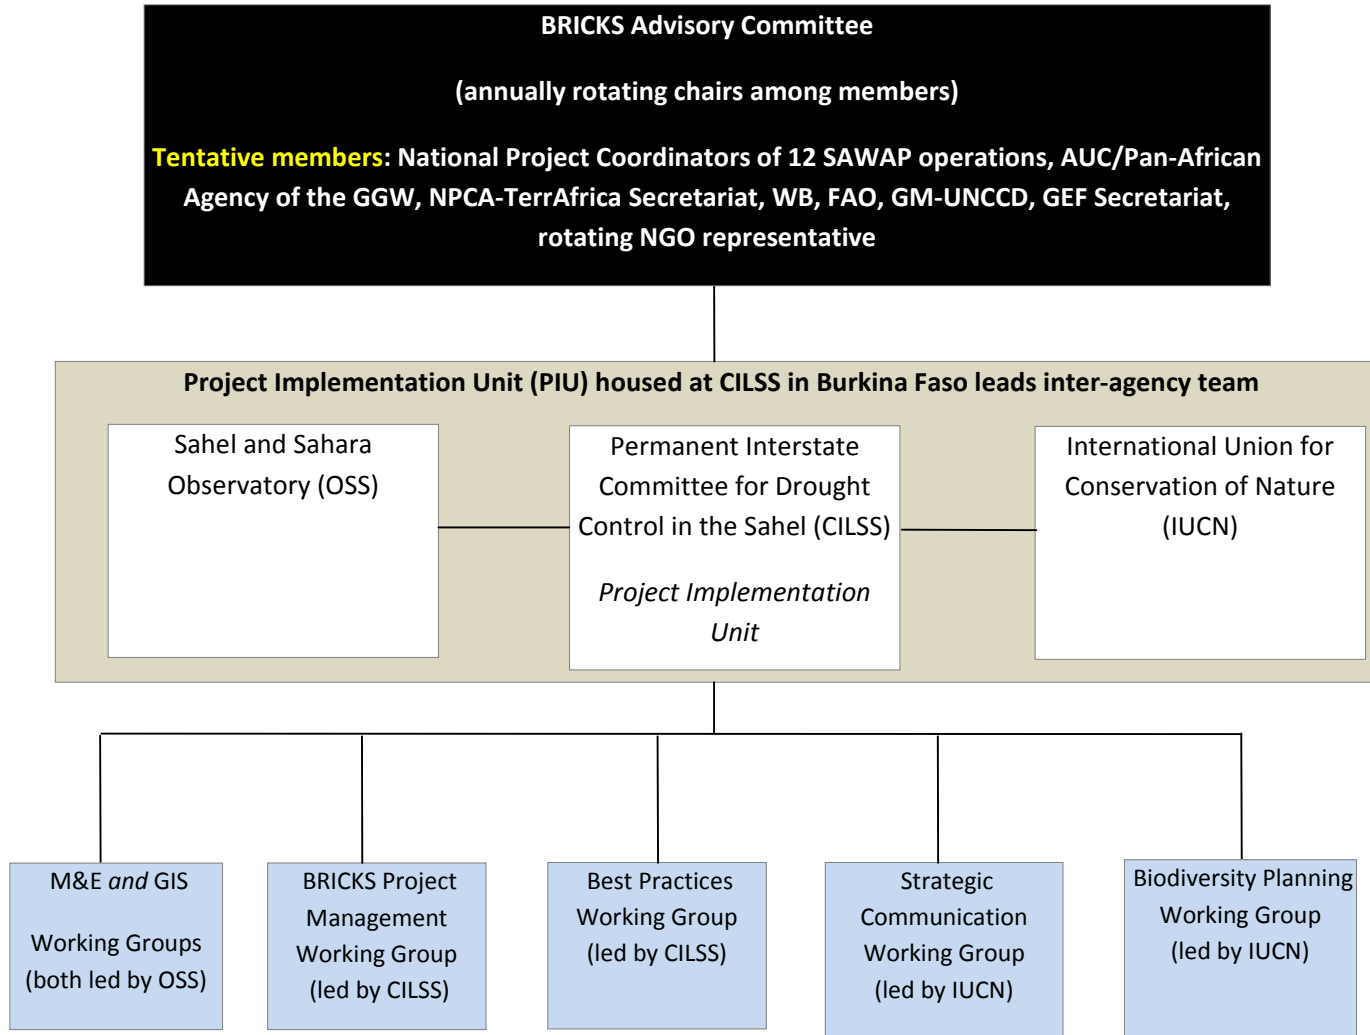 BRICKS Advisory Committee
(annually rotating chairs among members)
Tentative members: National Project Coordinators of 12 SAWAP operations, AUC/Pan-African
Agency of the GGW, NPCA-TerrAfrica Secretariat, WB, FAO, GM-UNCCD, GEF Secretariat,
rotating NGO representative
Project Implementation Unit (PIU) housed at CILSS in Burkina Faso leads inter-agency team
Sahel and Sahara
Observatory (OSS)
Permanent Interstate
Committee for Drought
Control in the Sahel (CILSS)
Project Implementation
Unit
International Union for
Conservation of Nature
(IUCN)
M&E and GIS
Working Groups
(both led by OSS)
BRICKS Project
Management
Working Group
(led by CILSS)
Best Practices
Working Group
(led by CILSS)
Strategic
Communication
Working Group
(led by IUCN)
Biodiversity Planning
Working Group
(led by IUCN)